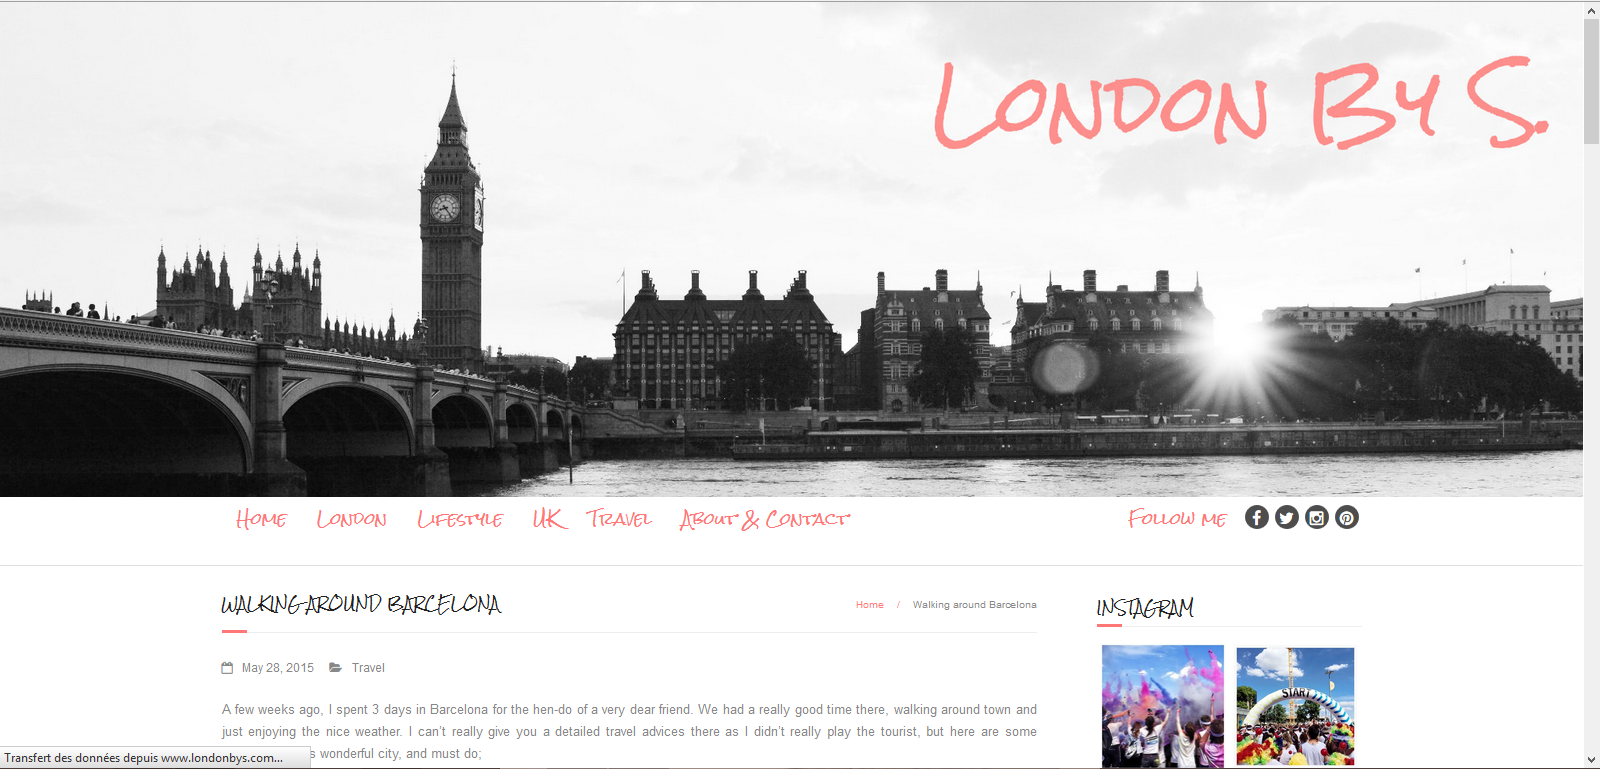 London By S.
Home London Lifestyle UK Travel About & Contact Follow me
Walking around Barcelona
Home / Walking around Barcelona
Instagram
May 28, 2015 Travel
START
A few weeks ago, I spent 3 days in Barcelona for the hen-do of a very dear friend. We had a really good time there, walking around town and
just enjoying the nice weather. I can't really give you a detailed travel advices there as I didn't really play the tourist, but here are some
s wonderful city, and must do;
Transfert des données depuis www.londonbys.com...